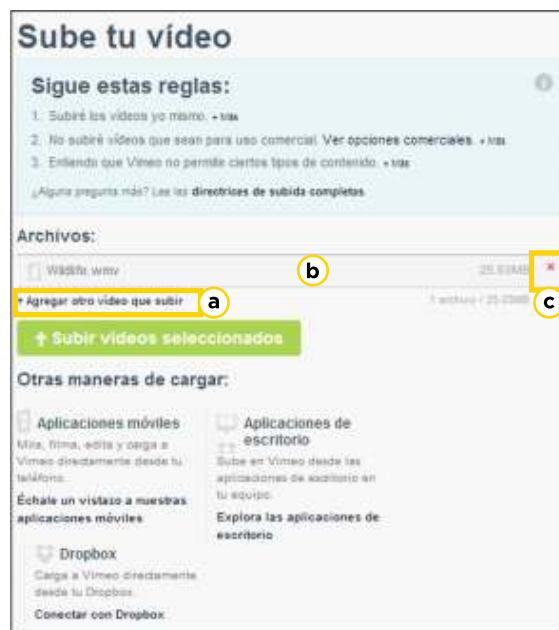 Sube tu vídeo
Sigue estas reglas:
1. Subiré los vídeos yo mismo. + Más
2. No subiré vídeos que sean para uso comercial. Ver opciones comerciales. + Más
3. Entiendo que Vimeo no permite ciertos tipos de contenido. + Más
¿Alguna pregunta más? Lee las directrices de subida completas
Archivos:
Wildlife.wmv b
+ Agregar otro vídeo que subir a 1 archivo / c
Subir vídeos seleccionados
Otras maneras de cargar:
Aplicaciones móviles
Mira, filma, edita y carga a
Vimeo directamente desde tu
teléfono.
Échale un vistazo a nuestras
aplicaciones móviles
Aplicaciones de
escritorio
Sube en Vimeo desde las
aplicaciones de escritorio en
tu equipo.
Explora las aplicaciones de
escritorio
Dropbox
Carga a Vimeo directamente
desde tu Dropbox.
Conectar con Dropbox